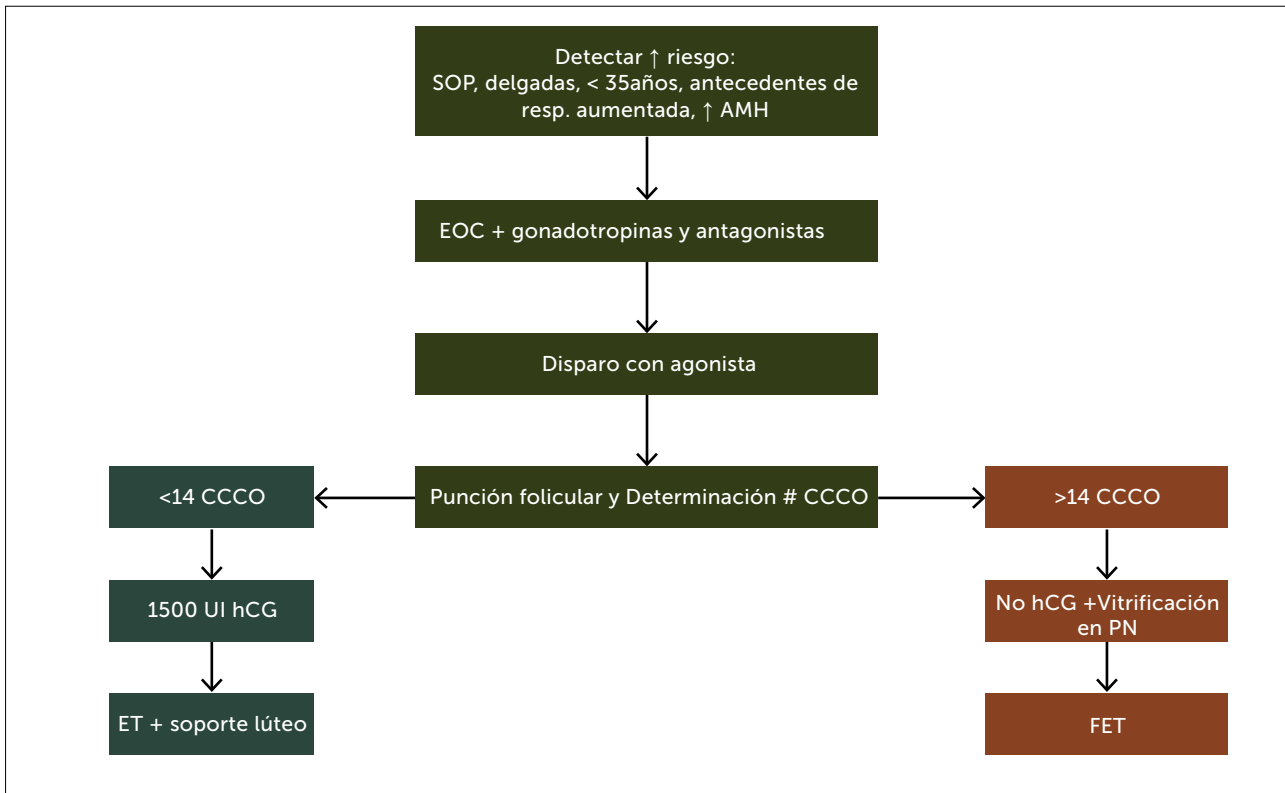 Detectar ↑ riesgo:
SOP, delgadas, < 35años, antecedentes de
resp. aumentada, ↑ AMH
EOC + gonadotropinas y antagonistas
Disparo con agonista
<14 CCCO
Punción folicular y Determinación # CCCO
>14 CCCO
1500 UI hCG
No hCG +Vitrificación
en PN
ET + soporte lúteo
FET